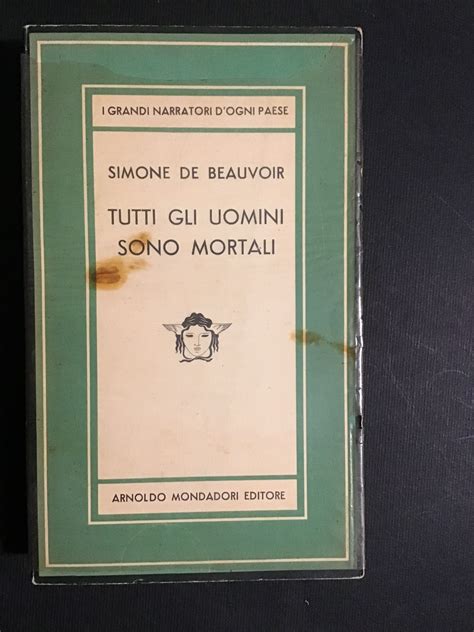 I GRANDI NARRATORI D'OGNI PAESE
SIMONE DE BEAUVOIR
TUTTI GLI UOMINI
SONO MORTALI
ARNOLDO MONDADORI EDITORE